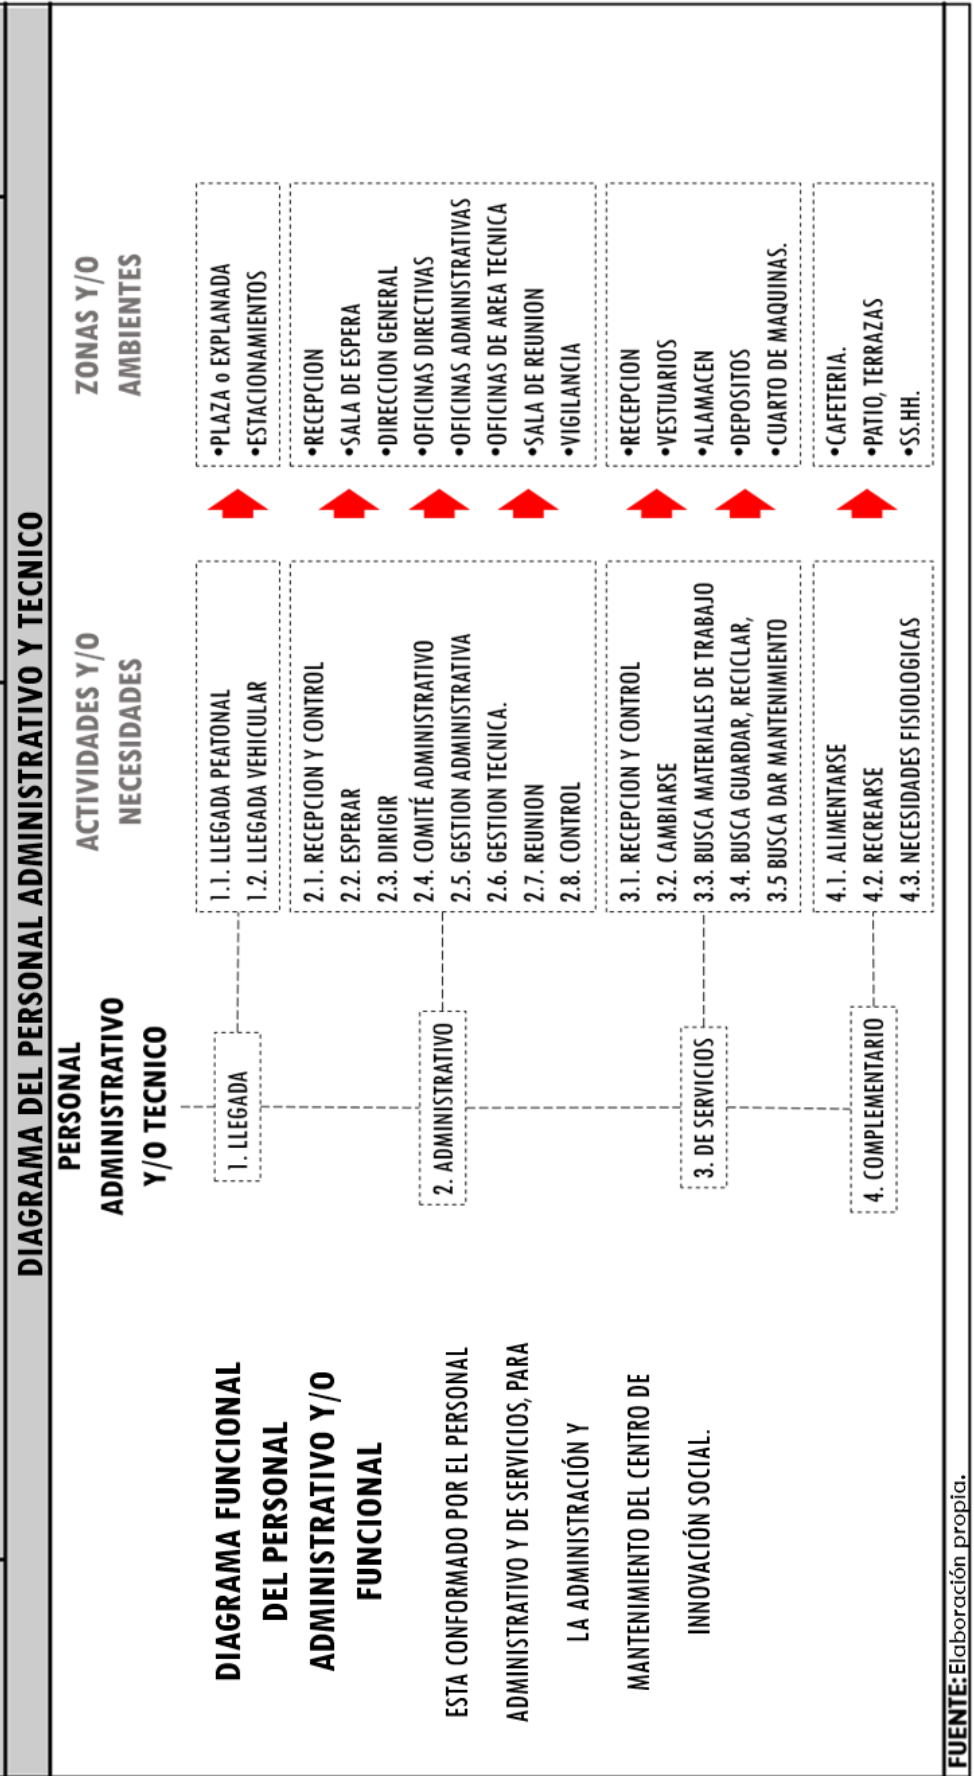 DIAGRAMA DEL PERSONAL ADMINISTRATIVO Y TECNICO
DIAGRAMA FUNCIONAL
DEL PERSONAL
ADMINISTRATIVO Y/O
FUNCIONAL
ESTA CONFORMADO POR EL PERSONAL
ADMINISTRATIVO Y DE SERVICIOS, PARA
LA ADMINISTRACIÓN Y
MANTENIMIENTO DEL CENTRO DE
INNOVACIÓN SOCIAL.
PERSONAL
ADMINISTRATIVO
Y/O TECNICO
1. LLEGADA
2. ADMINISTRATIVO
3. DE SERVICIOS
4. COMPLEMENTARIO
ACTIVIDADES Y/O
NECESIDADES
1.1. LLEGADA PEATONAL
1.2. LLEGADA VEHICULAR
2.1. RECEPCION Y CONTROL
2.2. ESPERAR
2.3. DIRIGIR
2.4. COMITÉ ADMINISTRATIVO
2.5. GESTION ADMINISTRATIVA
2.6. GESTION TECNICA.
2.7. REUNION
2.8. CONTROL
3.1. RECEPCION Y CONTROL
3.2. CAMBIARSE
3.3. BUSCA MATERIALES DE TRABAJO
3.4. BUSCA GUARDAR, RECICLAR,
3.5 BUSCA DAR MANTENIMIENTO
4.1. ALIMENTARSE
4.2. RECREARSE
4.3. NECESIDADES FISIOLOGICAS
ZONAS Y/O
AMBIENTES
•PLAZA o EXPLANADA
•ESTACIONAMIENTOS
•RECEPCION
•SALA DE ESPERA
•DIRECCION GENERAL
•OFICINAS DIRECTIVAS
•OFICINAS ADMINISTRATIVAS
•OFICINAS DE AREA TECNICA
•SALA DE REUNION
•VIGILANCIA
•RECEPCION
•VESTUARIOS
•ALAMACEN
•DEPOSITOS
•CUARTO DE MAQUINAS.
•CAFETERIA.
•PATIO, TERRAZAS
•SS.HH.
FUENTE:Elaboración propia.